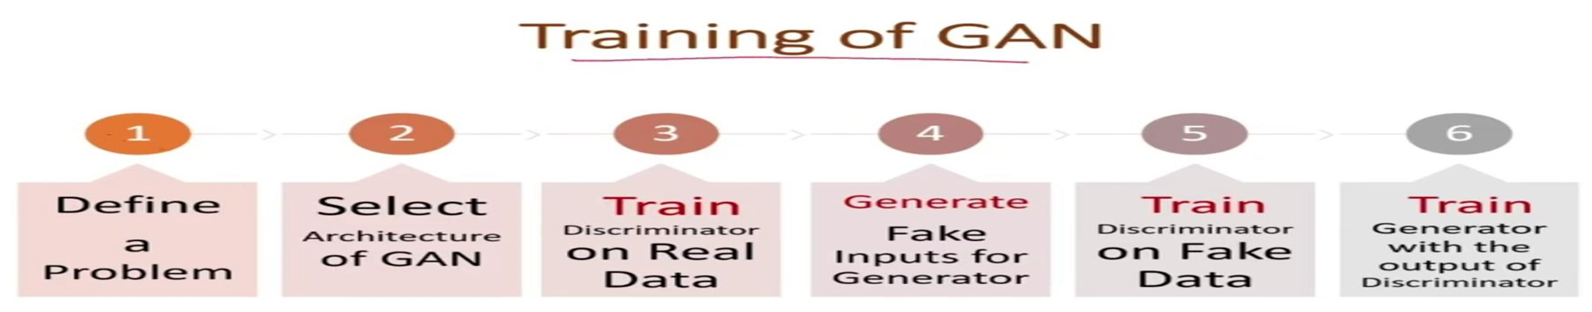 Training of GAN
1
2
3
4
5
6
Define
a
Problem
Select
Architecture
of GAN
Train
Discriminator
on Real
Data
Generate
Fake
Inputs for
Generator
Train
Discriminator
on Fake
Data
Train
Generator
with the
output of
Discriminator